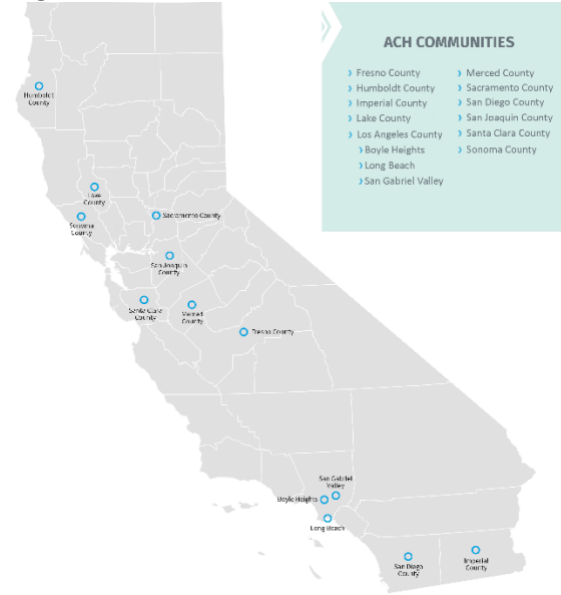 ACH COMMUNITIES
Fresno County
Humboldt County
Imperial County
Lake County
Los Angeles County
Boyle Heights
Long Beach
San Gabriel Valley
Merced County
Sacramento County
San Diego County
San Joaquin County
Santa Clara County
Sonoma County
Humboldt
County
Lake
County
Sonoma
County
Sacramento County
San Joaquin
County
Santa Clara
County
Merced
County
Fresno County
San Gabriel
Valley
Boyle Heights
Long Beach
San Diego
County
Imperial
County